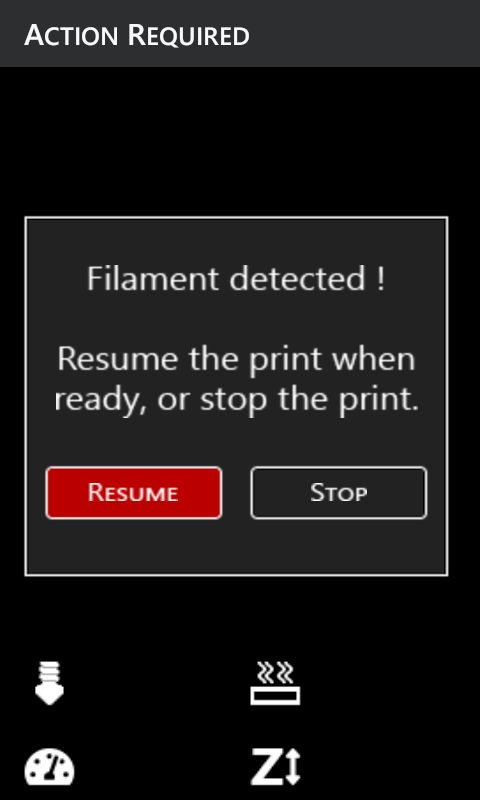 ACTION REQUIRED
Filament detected !
Resume the print when
ready, or stop the print.
RESUME
STOP
Z